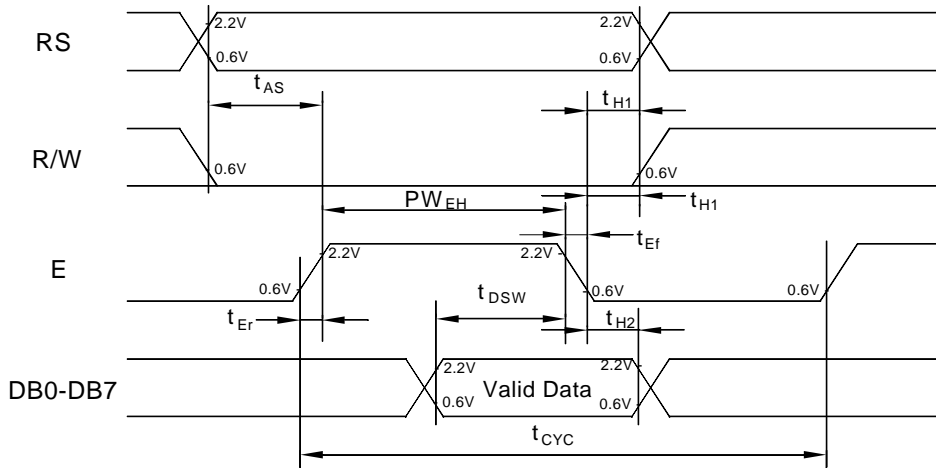 RS
2.2V
2.2V
0.6V
0.6V
tAS
tH1
R/W
0.6V
0.6V
tH1
PWEH
tEf
E
2.2V
2.2V
0.6V
0.6V
0.6V
tEr
tDSW
tH2
DB0-DB7
2.2V
Valid Data
2.2V
0.6V
0.6V
tCYC